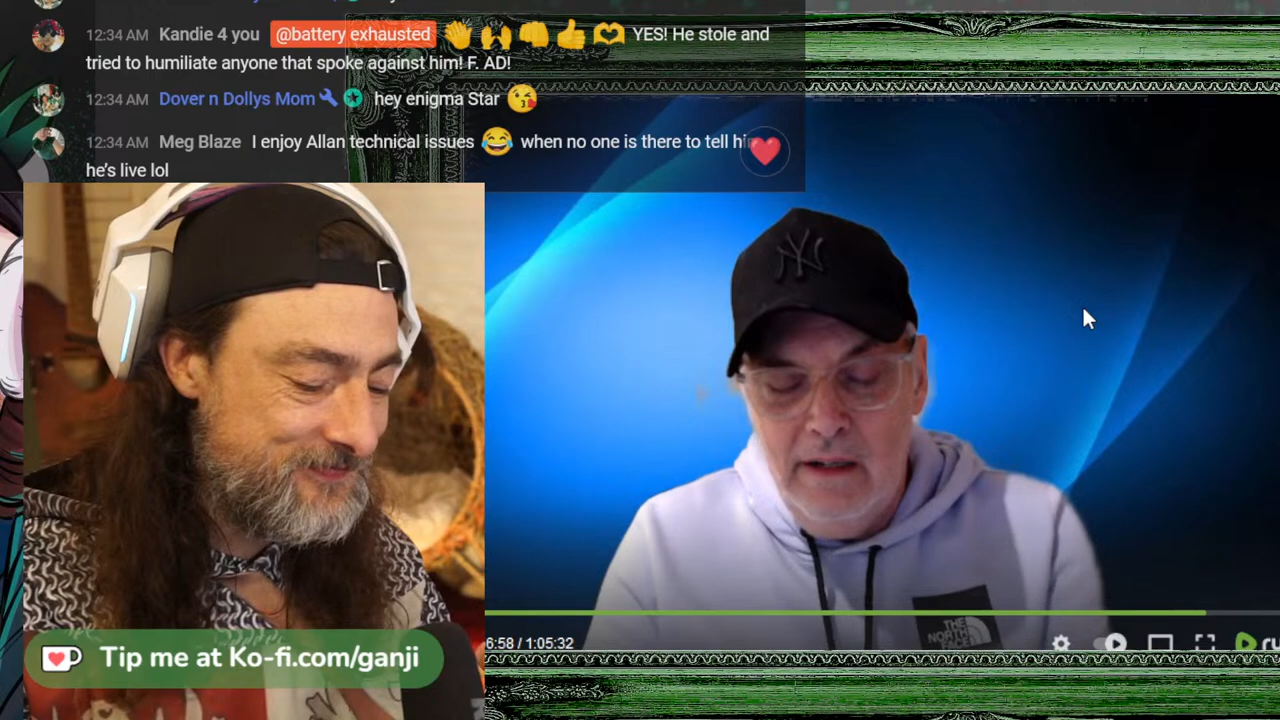 12:34 AM Kandie 4 you @battery exhausted 👏🙌👊👍🫶 YES! He stole and
tried to humiliate anyone that spoke against him! F. AD!
12:34 AM Dover n Dollys Mom hey enigma Star 😘
12:34 AM Meg Blaze I enjoy Allan technical issues 😂 when no one is there to tell
he's live lol
NY
THE
NORTH
Tip me at Ko-fi.com/ganji
6:58 / 1:05:32